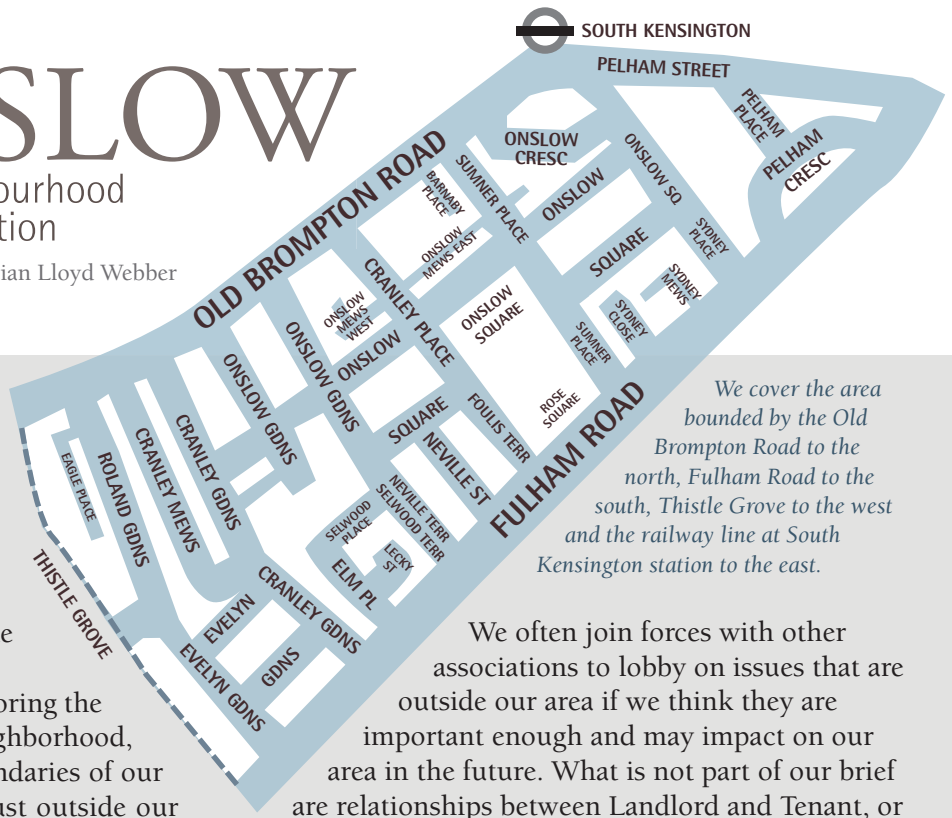 SOUTH KENSINGTON
SLOW
ourhood
tion
ian Lloyd Webber
PELHAM STREET
PELHAM
PLACE
PELHAM
CRESC
ONSLOW
CRESC
ONSLOW SQ
OLD BROMPTON ROAD
BARNABY
PLACE
SUMNER PLACE
ONSLOW
SQUARE
SYDNEY
PLACE
SYDNEY
MEWS
SYDNEY
CLOSE
SUMNER
PLACE
ONSLOW
MEWS EAST
CRANLEY PLACE
ONSLOW
SQUARE
ONSLOW
MEWS
WEST
ONSLOW
SQUARE
ONSLOW GDNS
ONSLOW GDNS
ROSE
SQUARE
FOULIS TERR
NEVILLE ST
FULHAM ROAD
NEVILLE TERR
SELWOOD TERR
SELWOOD
PLACE
LECKY
ST
ELM PL
CRANLEY GDNS
CRANLEY MEWS
ROLAND GDNS
EAGLE PLACE
THISTLE GROVE
CRANLEY GDNS
EVELYN
GDNS
EVELYN GDNS
We cover the area
bounded by the Old
Brompton Road to the
north, Fulham Road to the
south, Thistle Grove to the west
and the railway line at South
Kensington station to the east.
e
oring the
ghborhood,
ndaries of our
ust outside our
We often join forces with other
associations to lobby on issues that are
outside our area if we think they are
important enough and may impact on our
area in the future. What is not part of our brief
are relationships between Landlord and Tenant, or